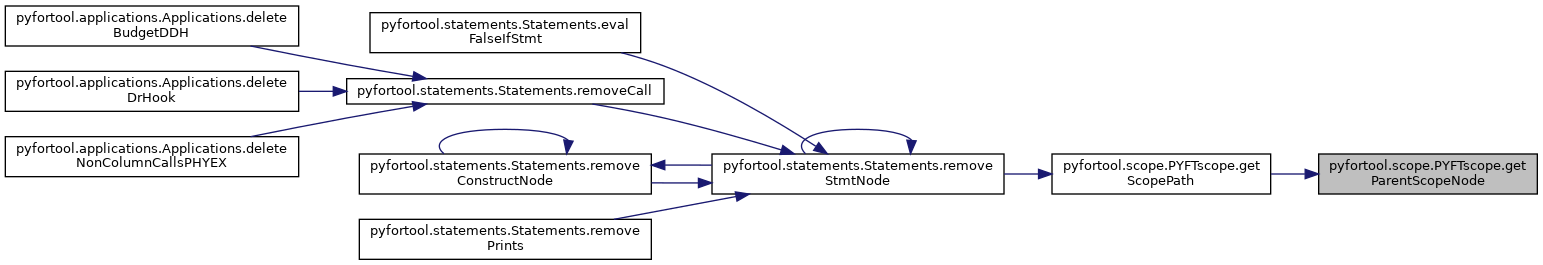 pyfortool.applications.Applications.delete
BudgetDDH
pyfortool.applications.Applications.delete
DrHook
pyfortool.applications.Applications.delete
NonColumnCallsPHYEX
pyfortool.statements.Statements.eval
FalseIfStmt
pyfortool.statements.Statements.removeCall
pyfortool.statements.Statements.remove
ConstructNode
pyfortool.statements.Statements.remove
Prints
pyfortool.statements.Statements.remove
StmtNode
pyfortool.scope.PYFTscope.get
ScopePath
pyfortool.scope.PYFTscope.get
ParentScopeNode